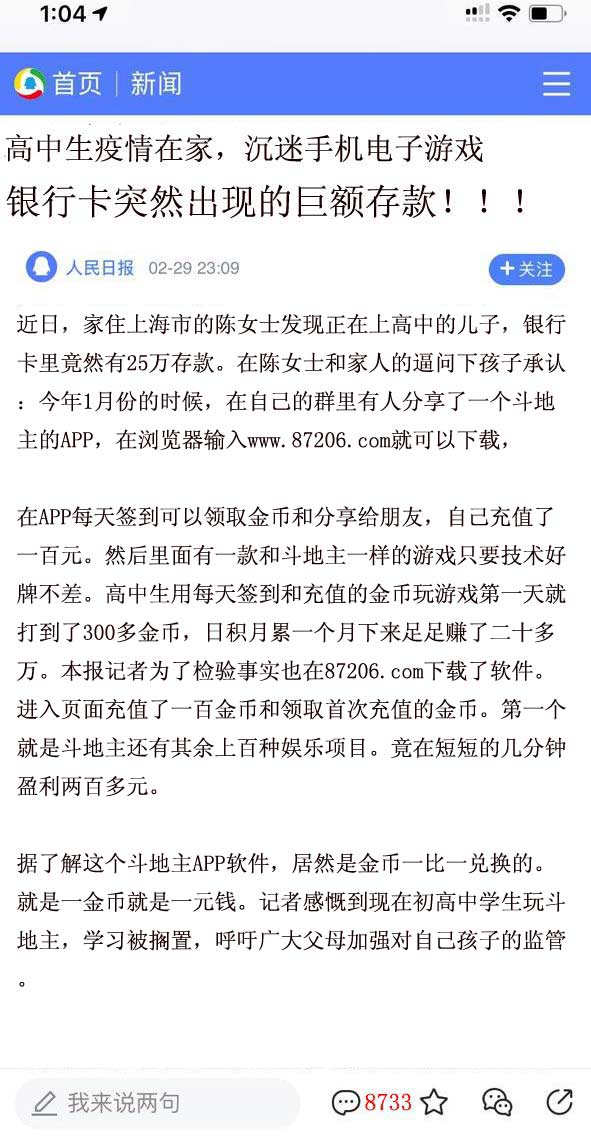 1:04
首页 | 新闻
高中生疫情在家，沉迷手机电子游戏
银行卡突然出现的巨额存款！！！
人民日报 02-29 23:09 +关注
近日，家住上海市的陈女士发现正在上高中的儿子，银行
卡里竟然有25万存款。在陈女士和家人的逼问下孩子承认
：今年1月份的时候，在自己的群里有人分享了一个斗地
主的APP，在浏览器输入www.87206.com就可以下载，
在APP每天签到可以领取金币和分享给朋友，自己充值了
一百元。然后里面有一款和斗地主一样的游戏只要技术好
牌不差。高中生用每天签到和充值的金币玩游戏第一天就
打到了300多金币，日积月累一个月下来足足赚了二十多
万。本报记者为了检验事实也在87206.com下载了软件。
进入页面充值了一百金币和领取首次充值的金币。第一个
就是斗地主还有其余上百种娱乐项目。竟在短短的几分钟
盈利两百多元。
据了解这个斗地主APP软件，居然是金币一比一兑换的。
就是一金币就是一元钱。记者感慨到现在初高中学生玩斗
地主，学习被搁置，呼吁广大父母加强对自己孩子的监管
。
我来说两句 8733